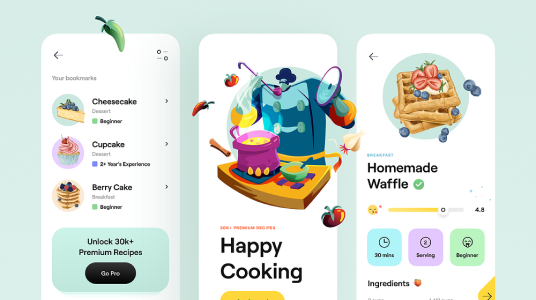 Your bookmarks
Cheesecake
Dessert
Beginner
Cupcake
Dessert
2+ Year's Experience
Berry Cake
Breakfast
Beginner
Unlock 30k+
Premium Recipes
Go Pro
30K+ PREMIUM RECIPES
Happy
Cooking
BREAKFAST
Homemade
Waffle
4.8
30 mins
Serving
Beginner
Ingredients